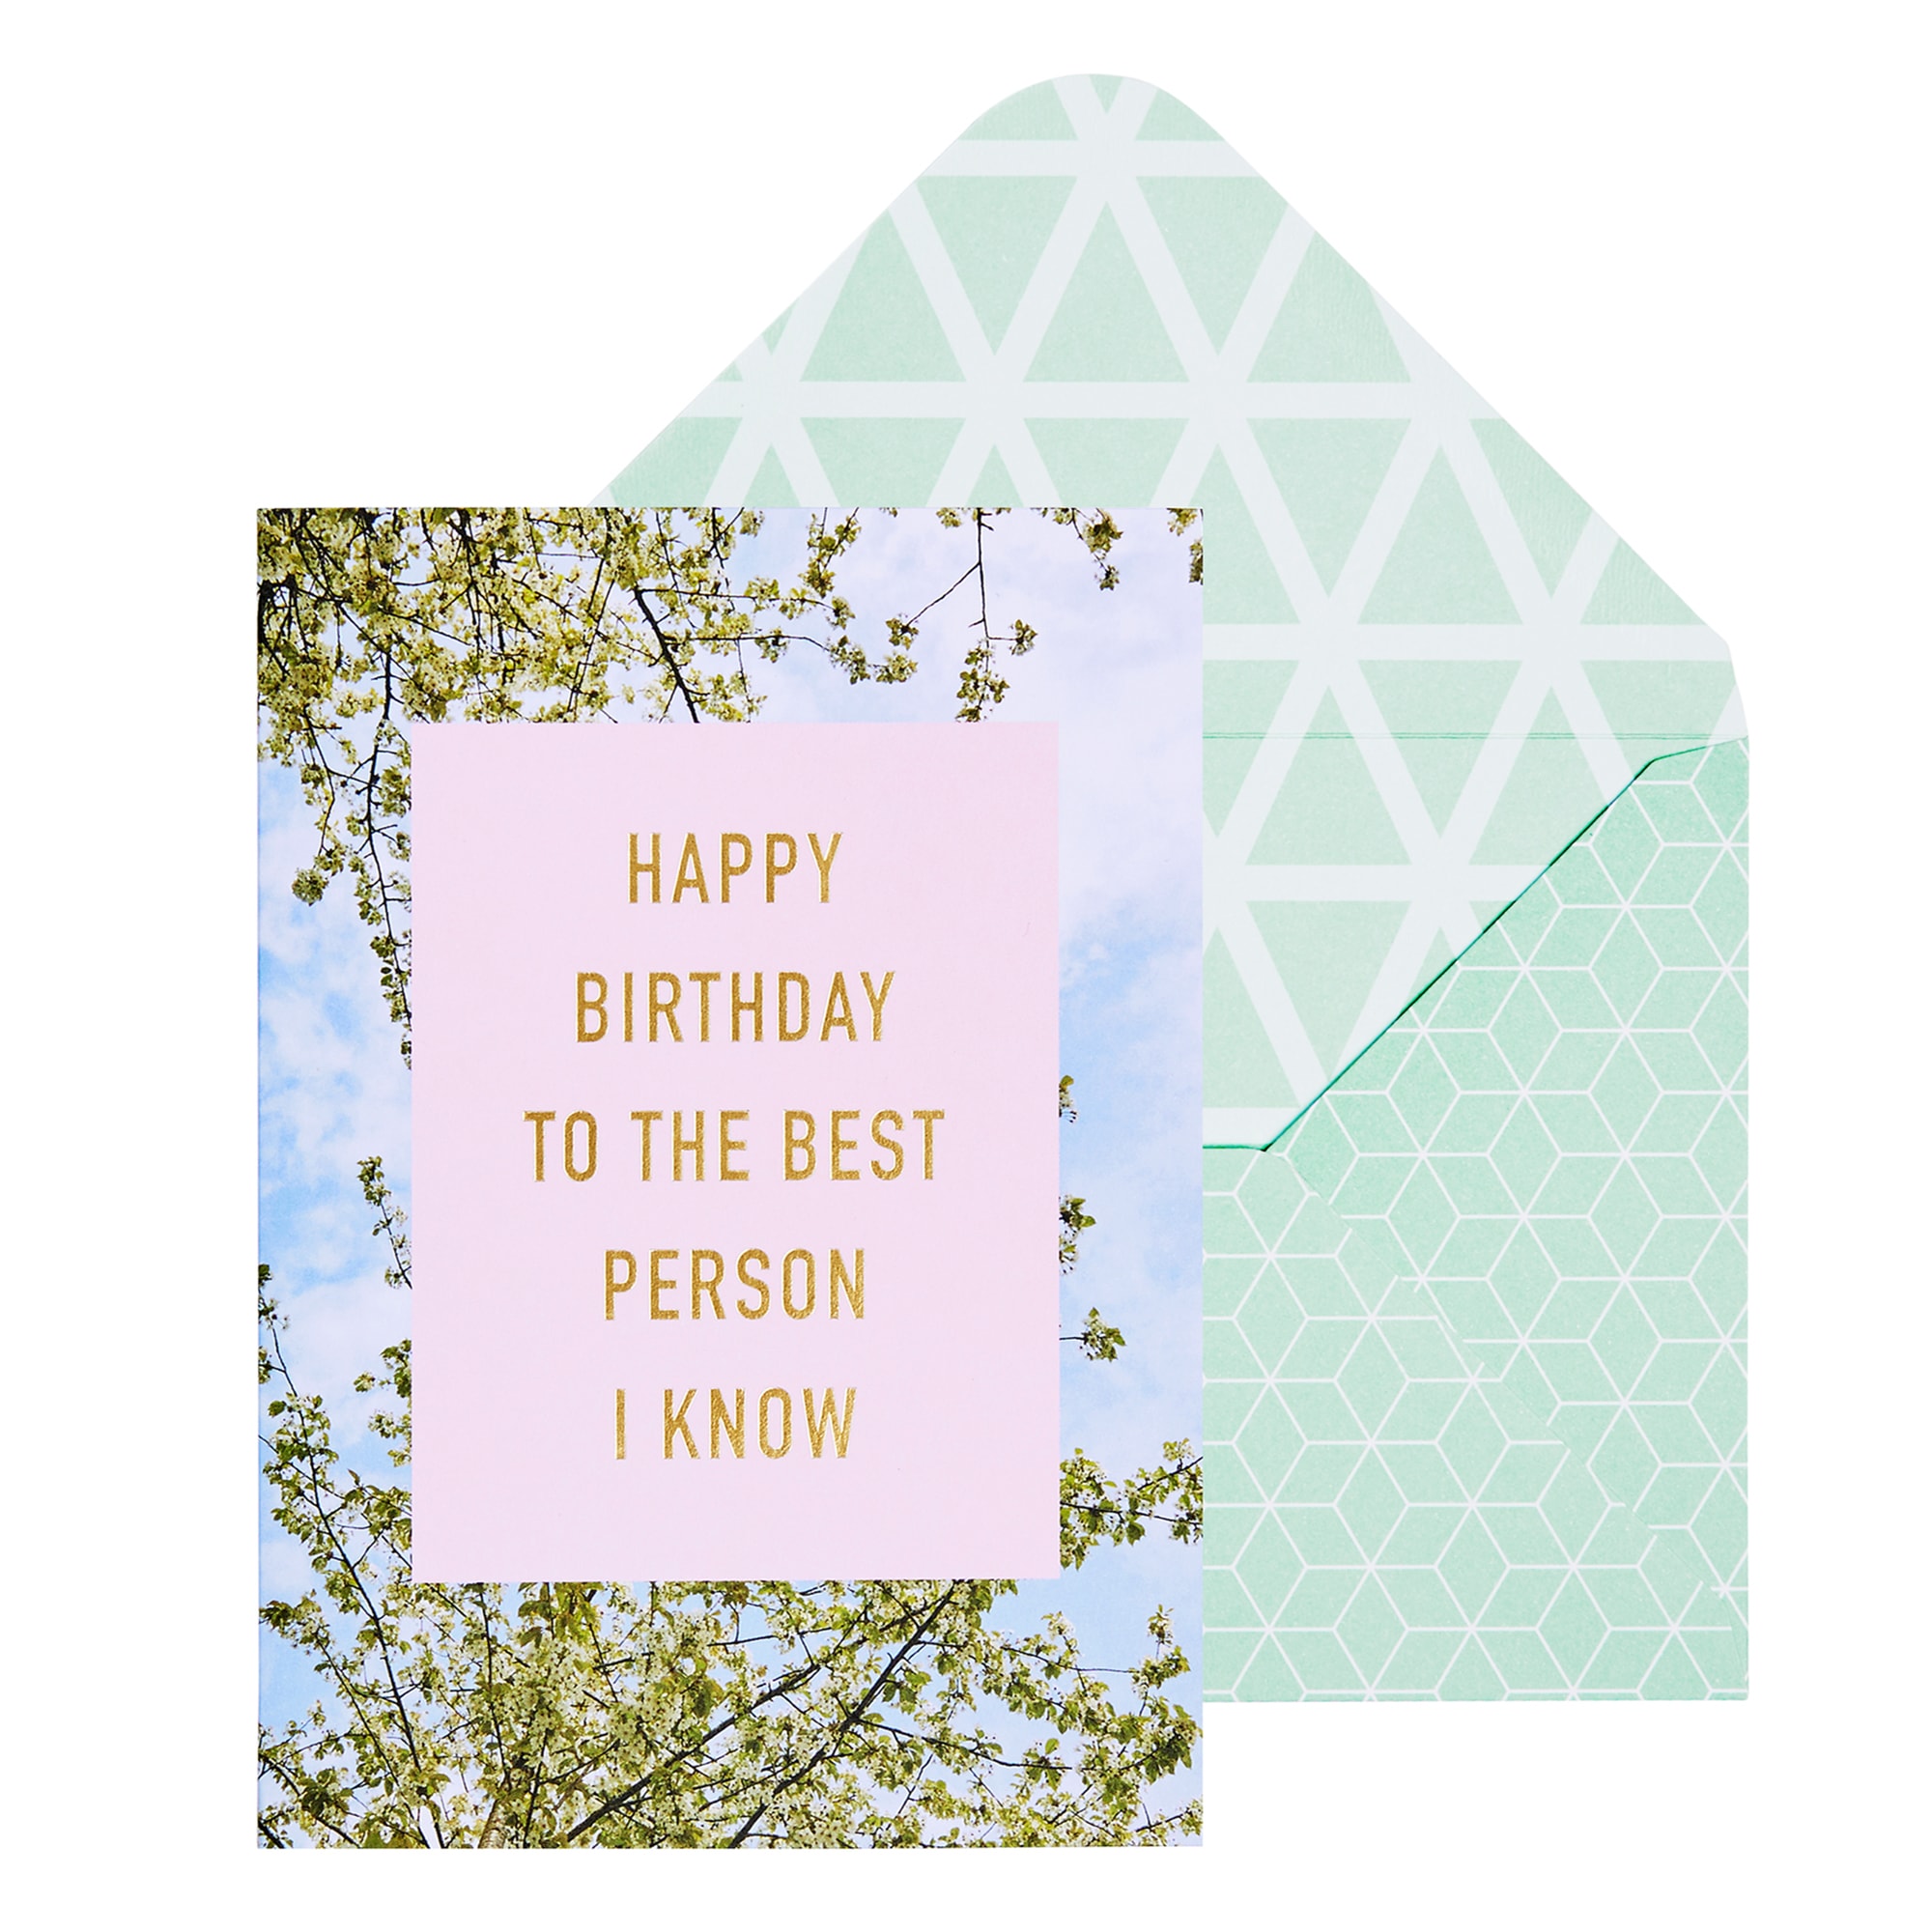 HAPPY
BIRTHDAY
TO THE BEST
PERSON
I KNOW